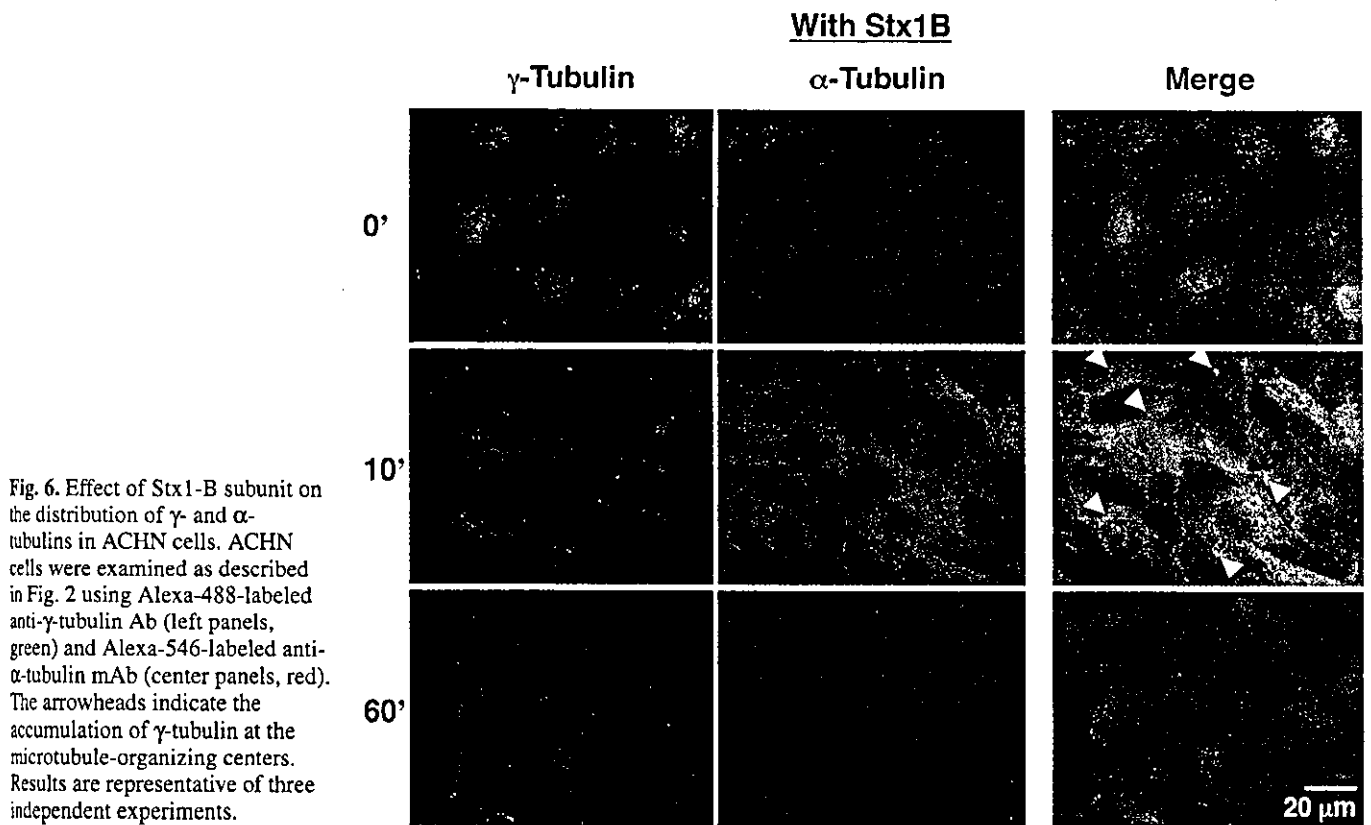 With Stx1B
γ-Tubulin
α-Tubulin
Merge
0'
10'
60'
20 μm
Fig. 6. Effect of Stx1-B subunit on
the distribution of γ- and α-
tubulins in ACHN cells. ACHN
cells were examined as described
in Fig. 2 using Alexa-488-labeled
anti-γ-tubulin Ab (left panels,
green) and Alexa-546-labeled anti-
α-tubulin mAb (center panels, red).
The arrowheads indicate the
accumulation of γ-tubulin at the
microtubule-organizing centers.
Results are representative of three
independent experiments.